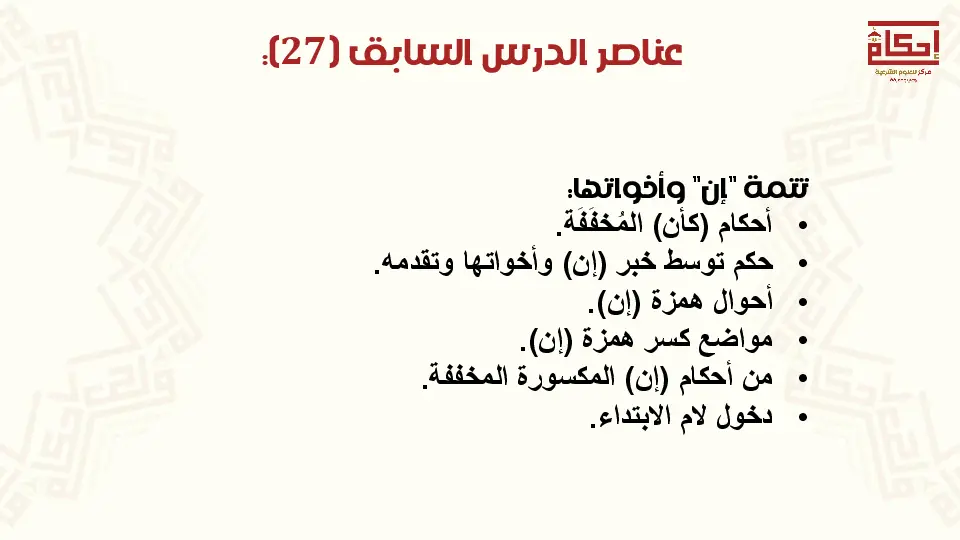 إحكام
مركز للعلوم الشرعية
عناصر الدرس السابق (27):
تتمة "إن" وأخواتها:
• أحكام (كأن) المُخفَفَة.
• حكم توسط خبر (إن) وأخواتها وتقدمه.
• أحوال همزة (إن).
• مواضع كسر همزة (إن).
• من أحكام (إن) المكسورة المخففة.
• دخول لام الابتداء.